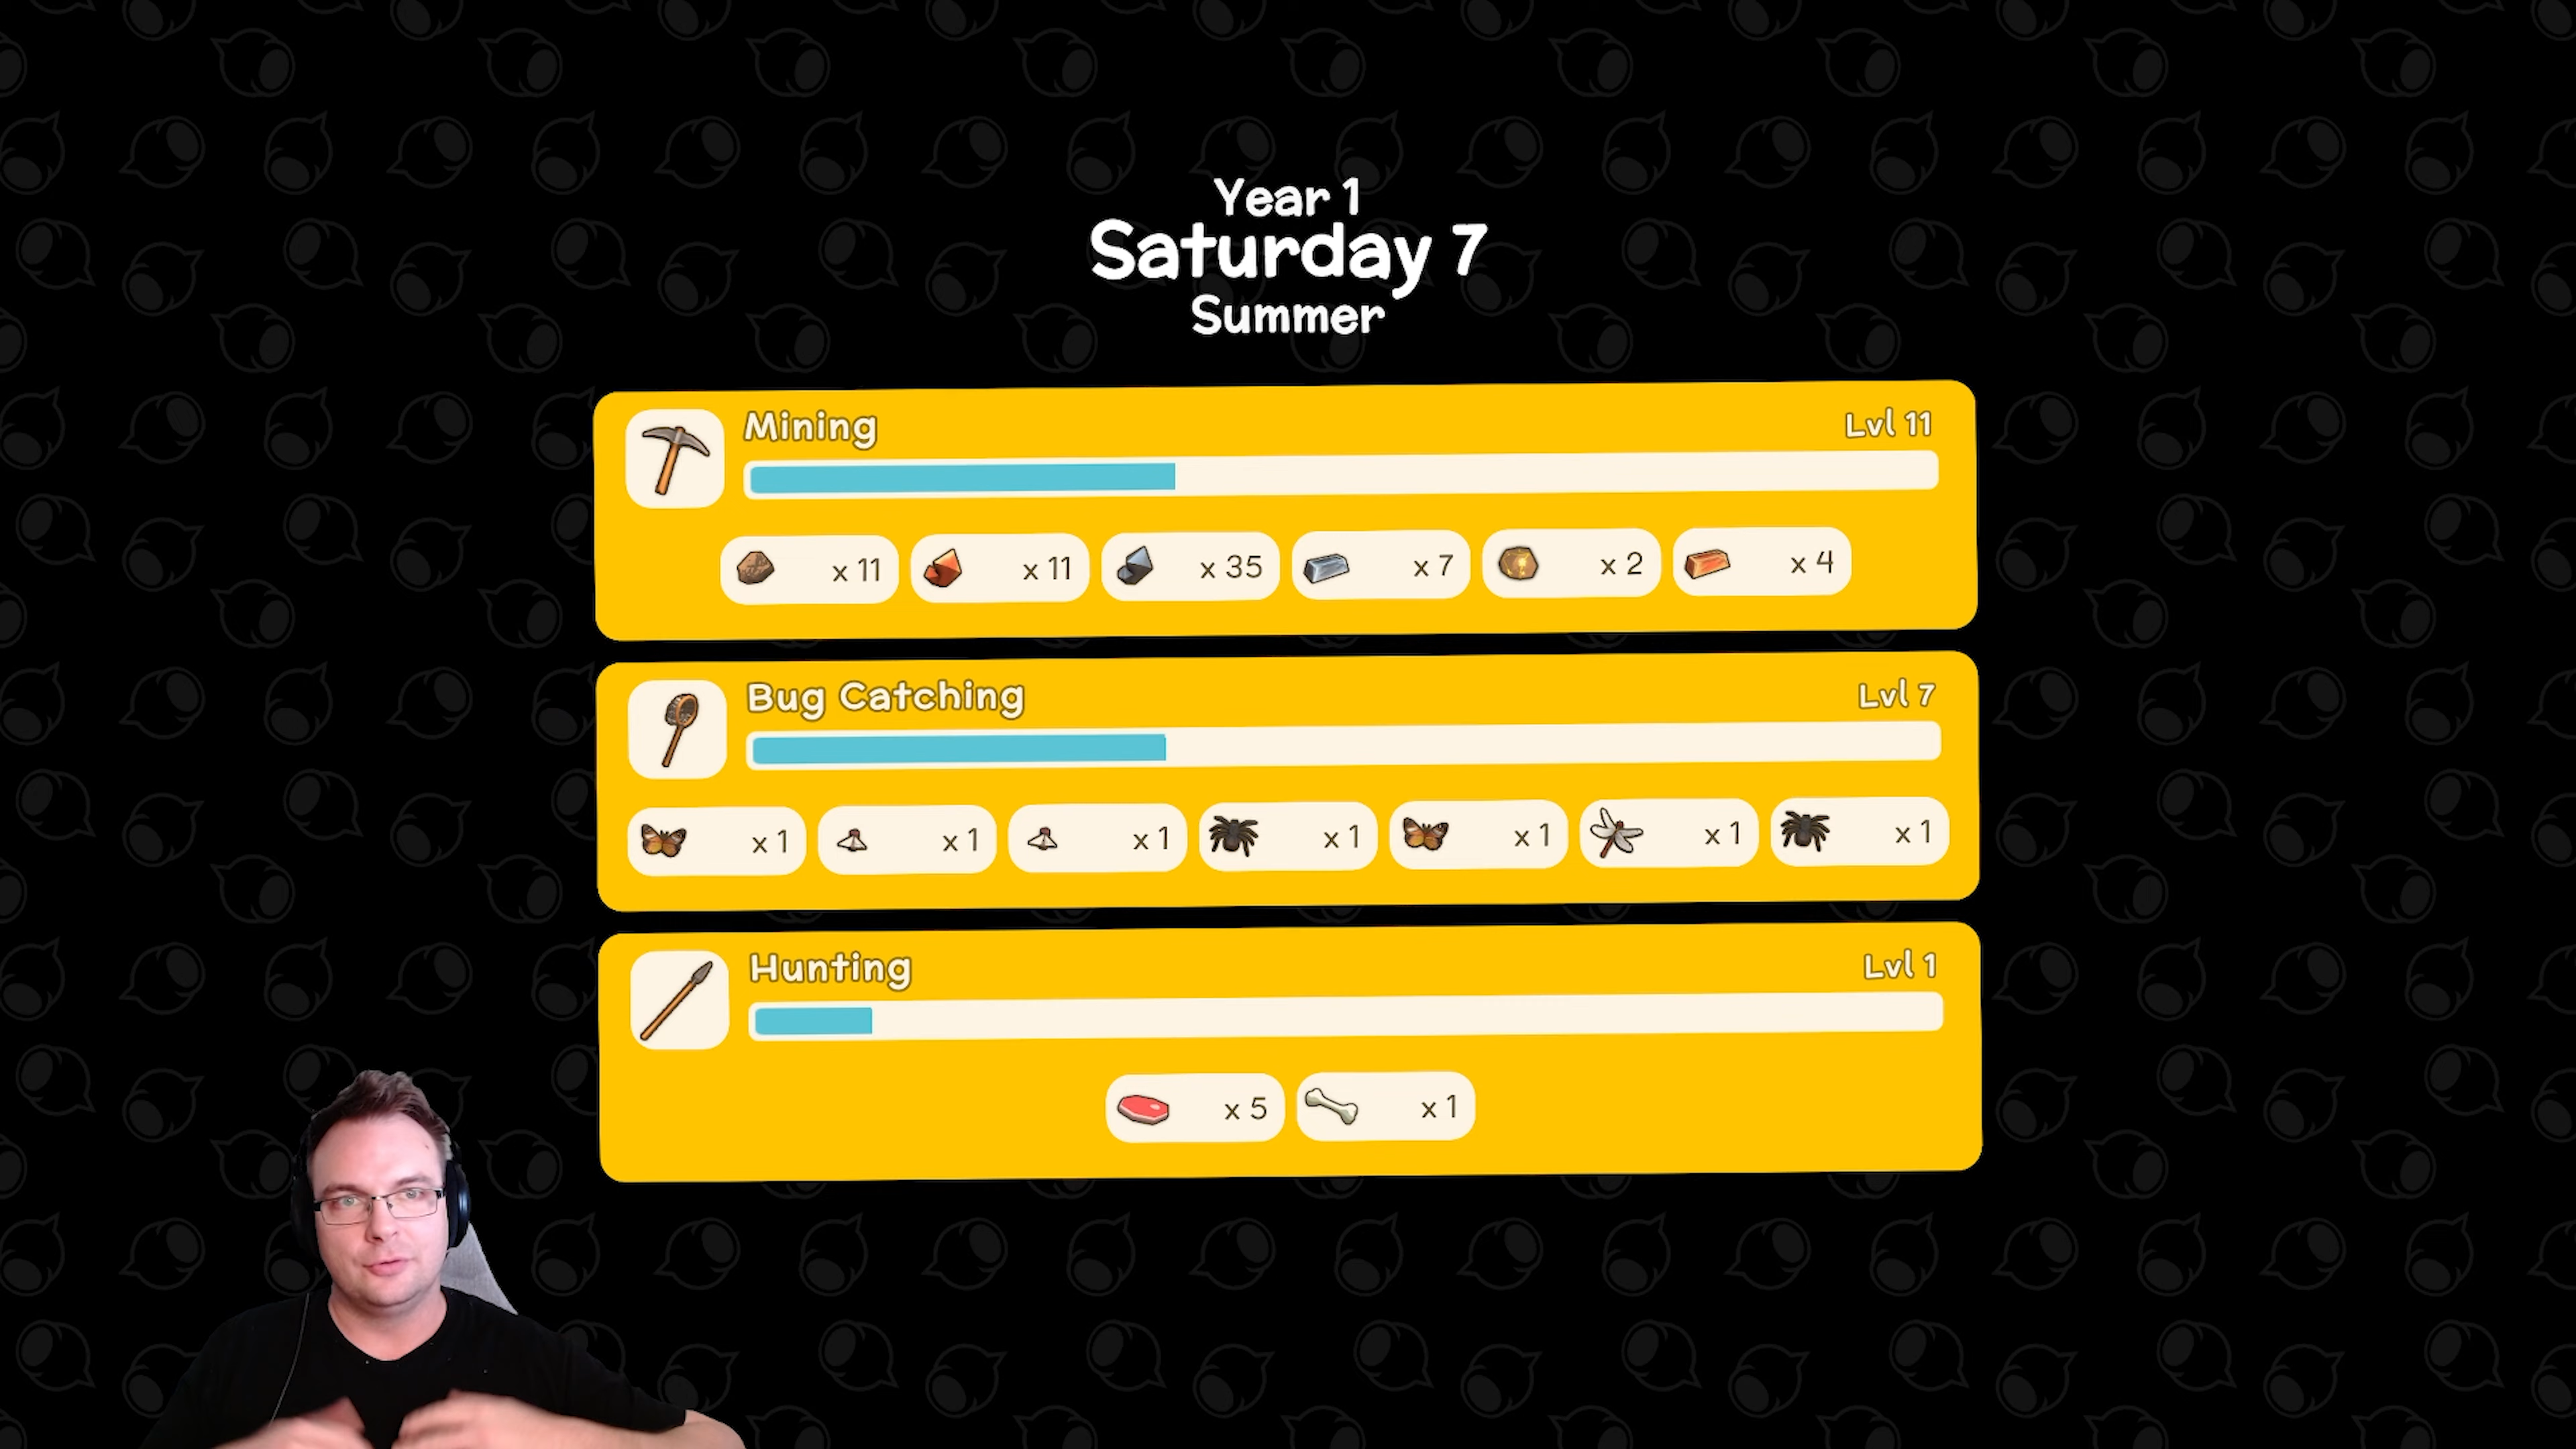 Year 1
Saturday 7
Summer
Mining
Lvl 11
x 11
x 11
x 35
x 7
x 2
x 4
Bug Catching
Lvl 7
x 1
x 1
x 1
x 1
x 1
x 1
x 1
Hunting
Lvl 1
x 5
x 1